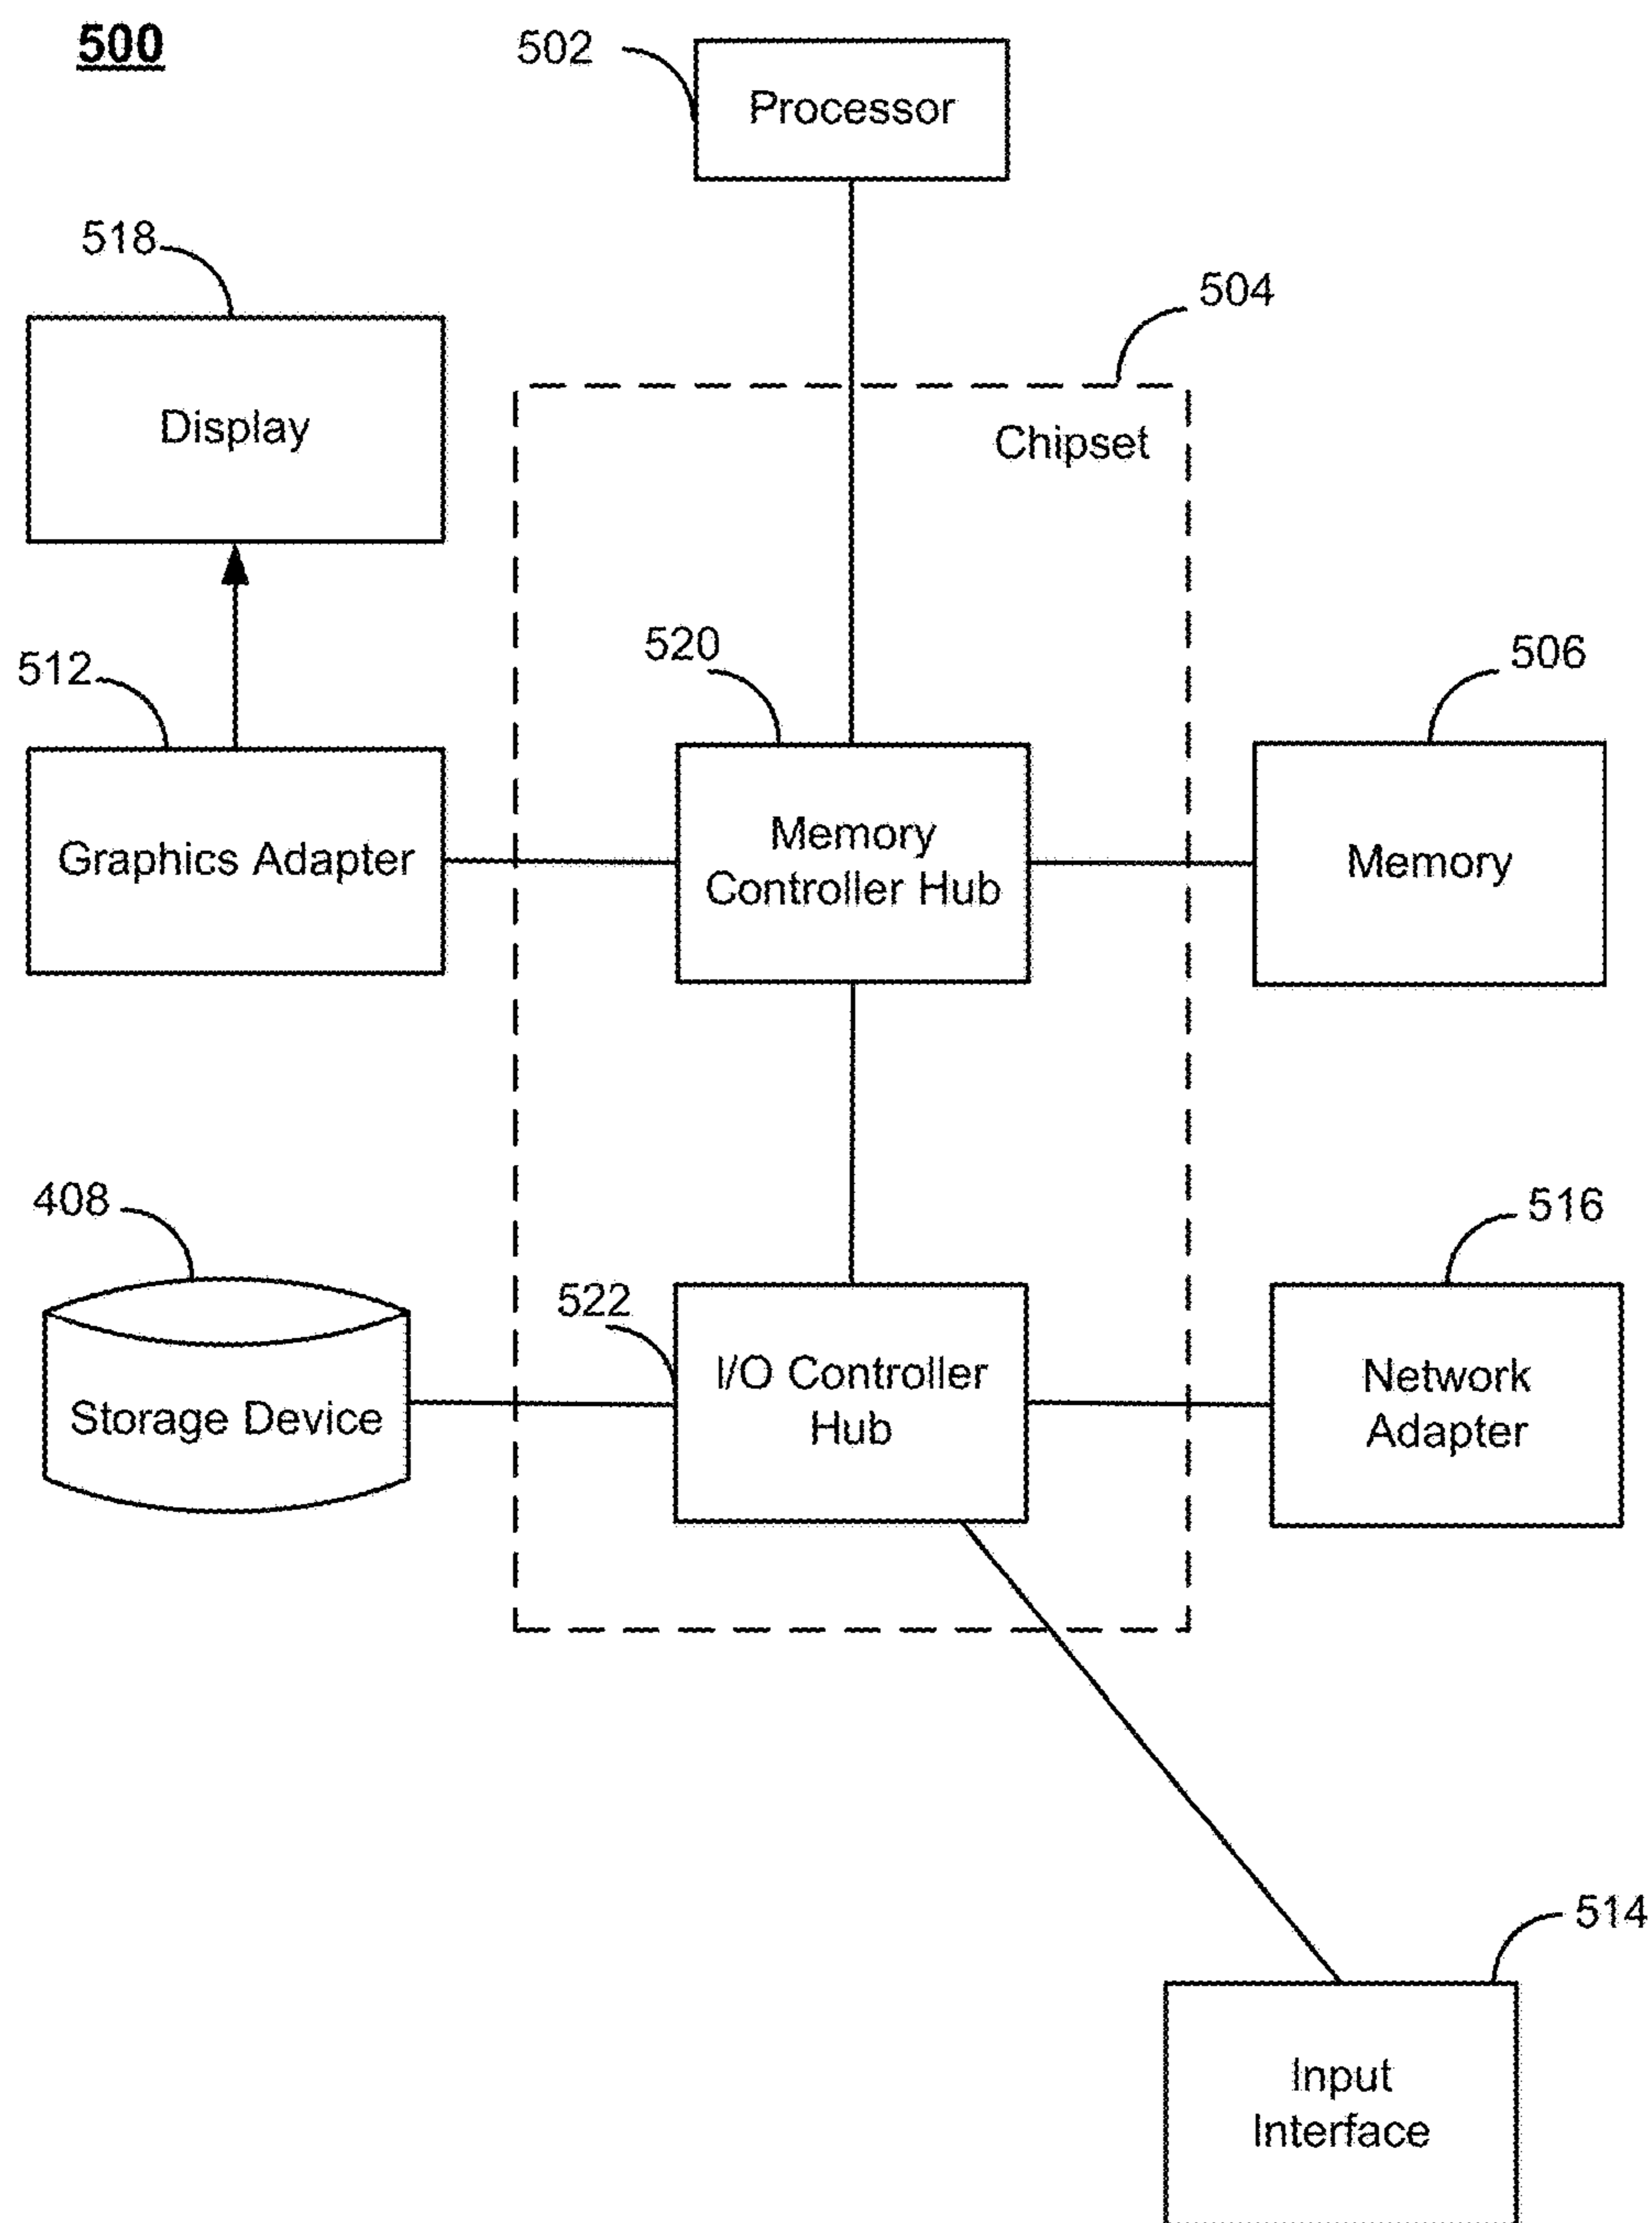 500
502
Processor
518
504
Display
Chipset
512
520
506
Graphics Adapter
Memory
Controller Hub
Memory
408
522
516
Storage Device
I/O Controller
Hub
Network
Adapter
514
Input
Interface